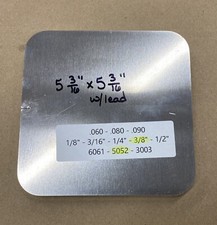 5 3/16" x 5 3/16"
w/lead
.060 - .080 - .090
1/8" - 3/16" - 1/4" - 3/8" - 1/2"
6061 - 5052 - 3003